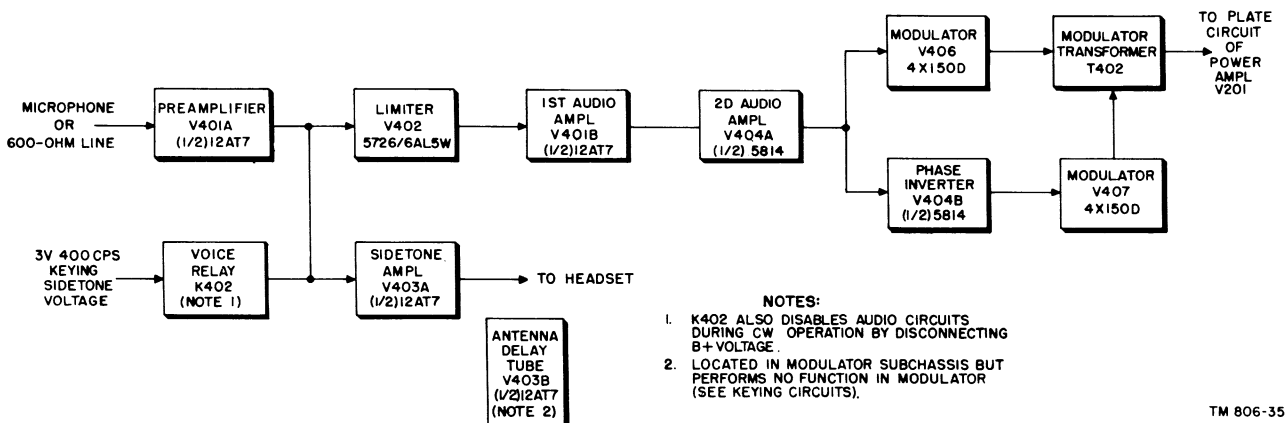 MICROPHONE
OR
600-OHM LINE
PREAMPLIFIER
V401A
(1/2)12AT7
LIMITER
V402
5726/6AL5W
1ST AUDIO
AMPL
V401B
(1/2)12AT7
2D AUDIO
AMPL
V404A
(1/2) 5814
MODULATOR
V406
4X150D
MODULATOR
TRANSFORMER
T402
TO PLATE
CIRCUIT
OF
POWER
AMPL
V201
PHASE
INVERTER
V404B
(1/2)5814
MODULATOR
V407
4X150D
3V 400CPS
KEYING
SIDETONE
VOLTAGE
VOICE
RELAY
K402
(NOTE 1)
SIDETONE
AMPL
V403A
(1/2)12AT7
TO HEADSET
ANTENNA
DELAY
TUBE
V403B
(1/2)12AT7
(NOTE 2)
NOTES:
1. K402 ALSO DISABLES AUDIO CIRCUITS
DURING CW OPERATION BY DISCONNECTING
B+VOLTAGE.
2. LOCATED IN MODULATOR SUBCHASSIS BUT
PERFORMS NO FUNCTION IN MODULATOR
(SEE KEYING CIRCUITS).
TM 806-35